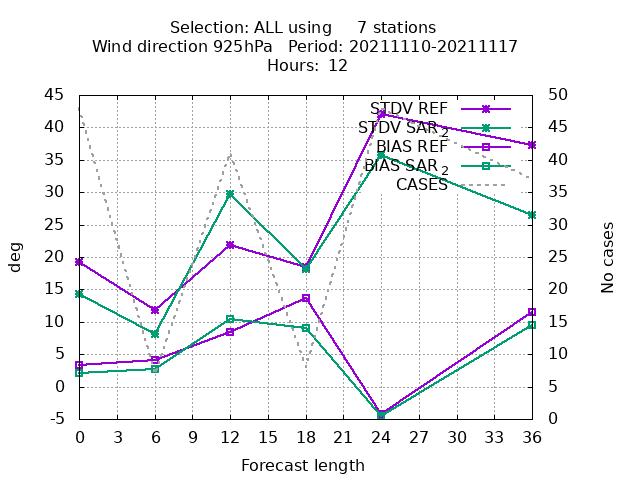 Selection: ALL using     7 stations
Wind direction 925hPa   Period: 20211110-20211117
Hours: 12
deg
No cases
45
40
35
30
25
20
15
10
5
0
-5
50
45
40
35
30
25
20
15
10
5
0
STDV REF
STDV SAR2
BIAS REF
BIAS SAR2
CASES
0 3 6 9 12 15 18 21 24 27 30 33 36
Forecast length